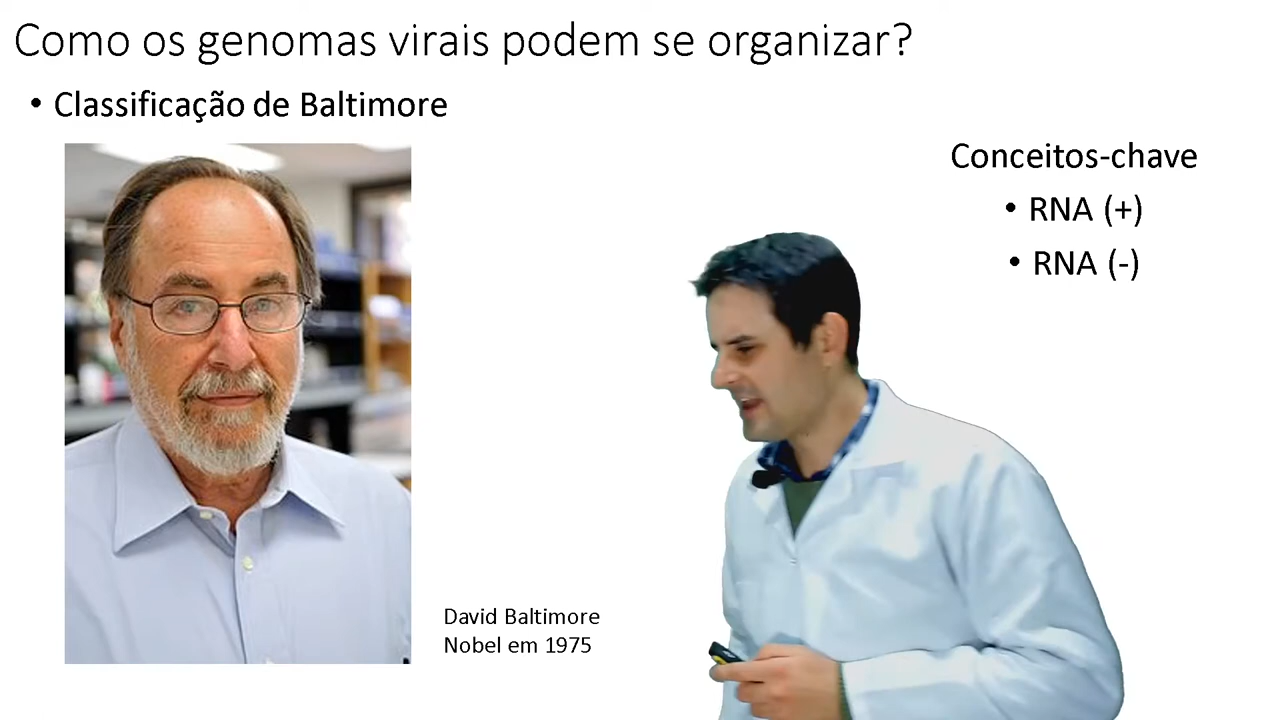 Como os genomas virais podem se organizar?
• Classificação de Baltimore
Conceitos-chave
• RNA (+)
• RNA (-)
David Baltimore
Nobel em 1975